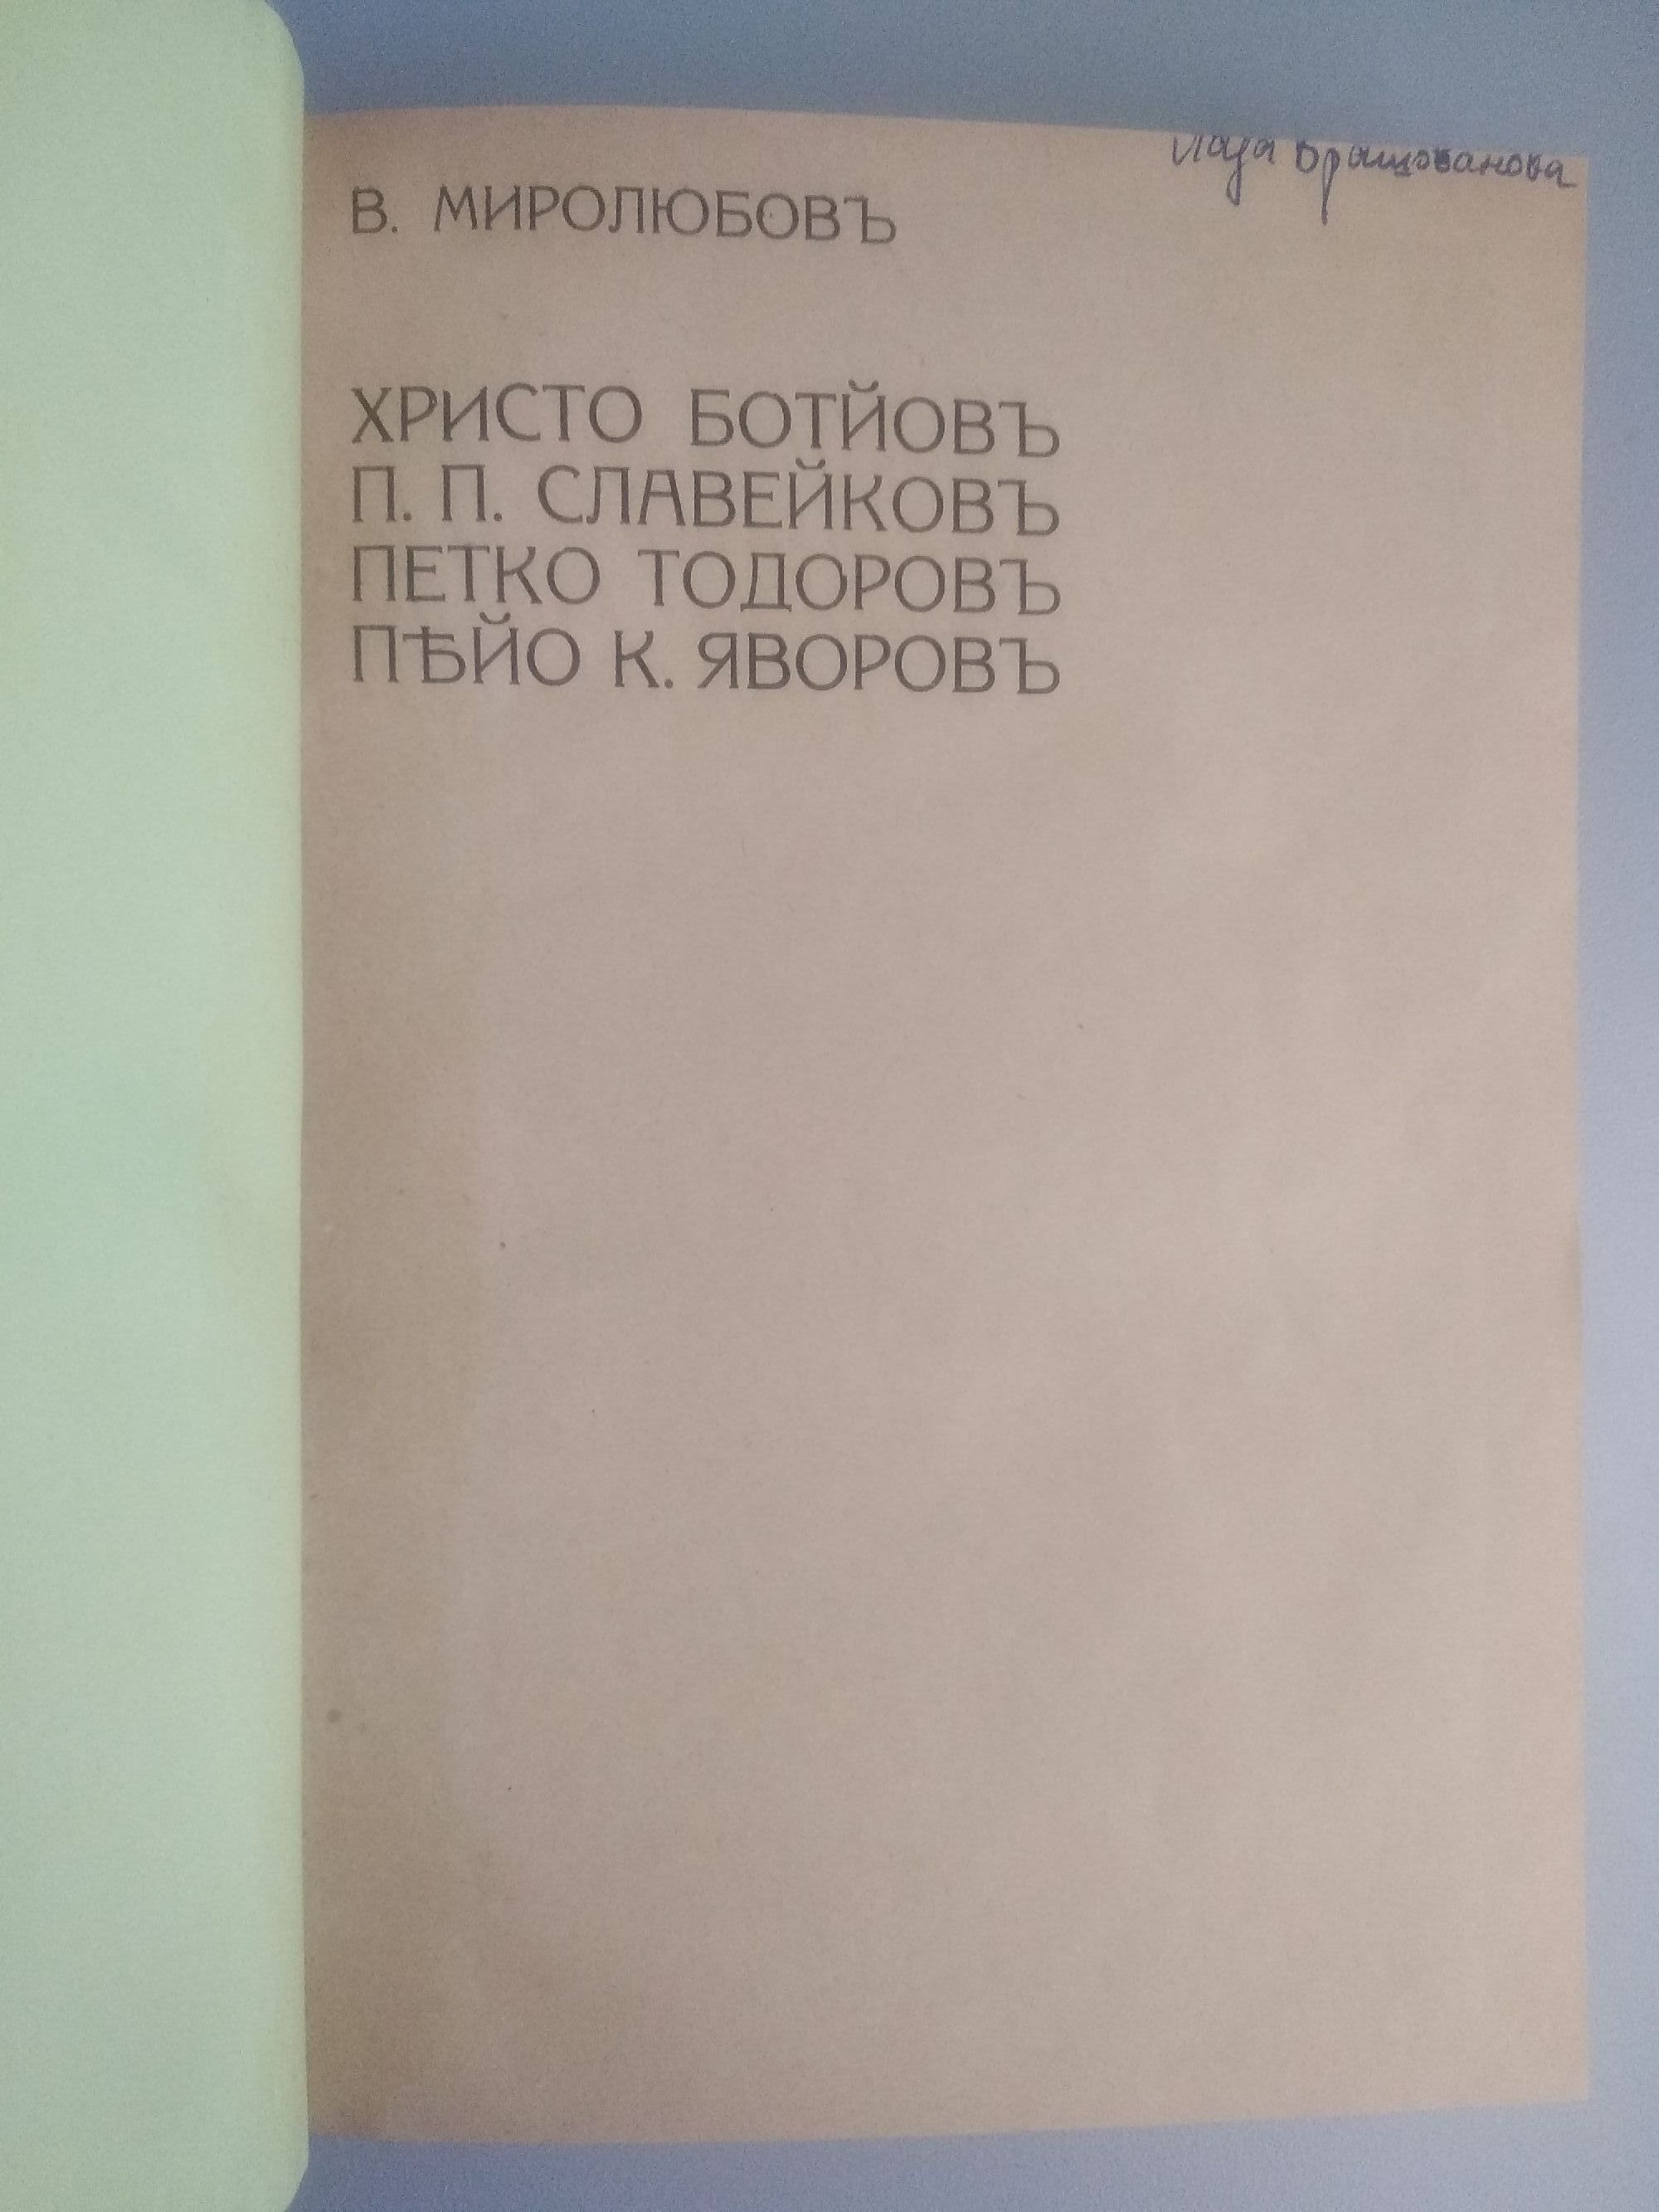 Лада Бращованова
В. МИРОЛЮБОВЪ
ХРИСТО БОТЙОВЪ
П. П. СЛАВЕЙКОВЪ
ПЕТКО ТОДОРОВЪ
ПѢЙО К. ЯВОРОВЪ